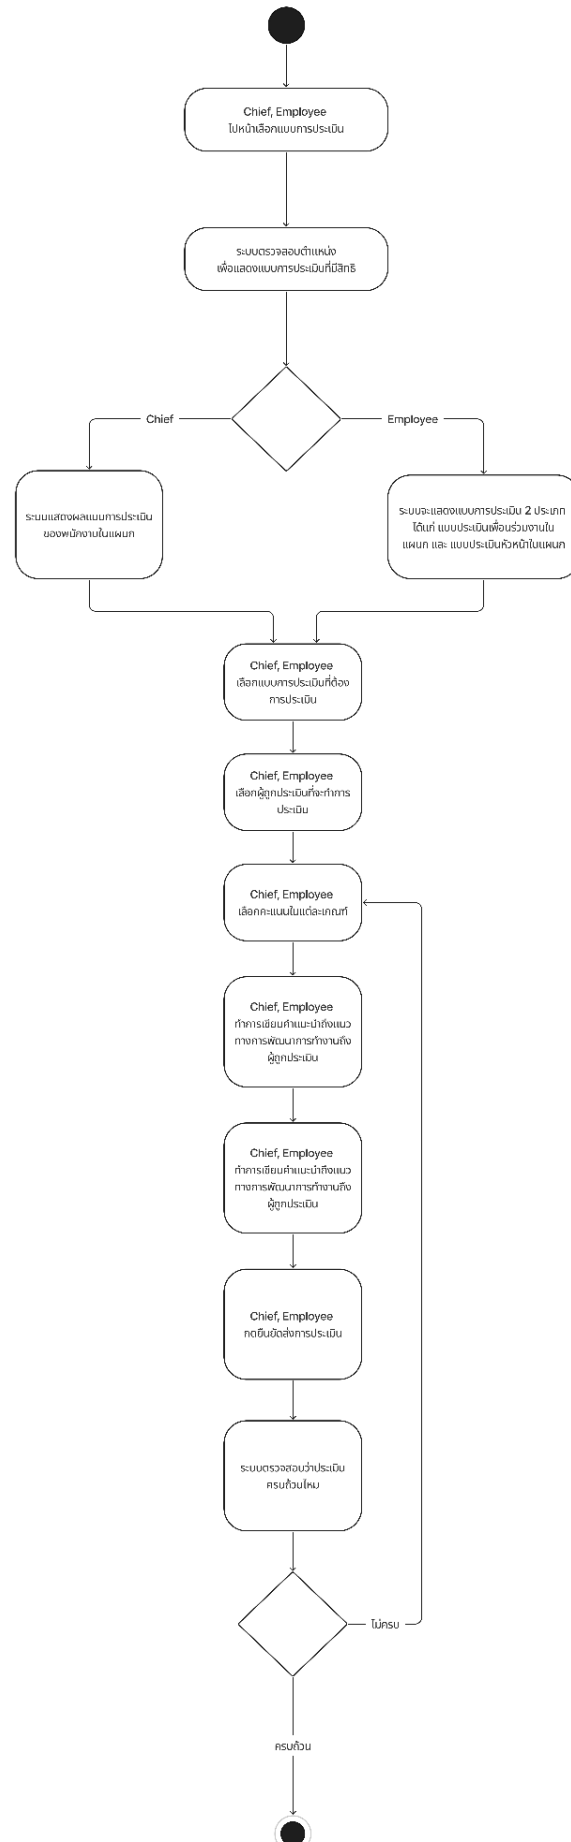 Chief, Employee
ไปหน้าเลือกแบบการประเมิน
ระบบตรวจสอบตำแหน่ง
เพื่อแสดงแบบการประเมินที่มีสิทธิ
Chief
Employee
ระบบแสดงผลแบบการประเมิน
ของพนักงานในแผนก
ระบบจะแสดงแบบการประเมิน 2 ประเภท
ได้แก่ แบบประเมินเพื่อนร่วมงานใน
แผนก และ แบบประเมินหัวหน้าในแผนก
Chief, Employee
เลือกแบบการประเมินที่ต้อง
การประเมิน
Chief, Employee
เลือกผู้ถูกประเมินที่จะทำการ
ประเมิน
Chief, Employee
เลือกคะแนนในแต่ละเกณฑ์
Chief, Employee
ทำการเขียนคำแนะนำถึงแนว
ทางการพัฒนาการทำงานถึง
ผู้ถูกประเมิน
Chief, Employee
ทำการเขียนคำแนะนำถึงแนว
ทางการพัฒนาการทำงานถึง
ผู้ถูกประเมิน
Chief, Employee
กดยืนยัดส่งการประเมิน
ระบบตรวจสอบว่าประเมิน
ครบถ้วนไหม
ไม่ครบ
ครบถ้วน